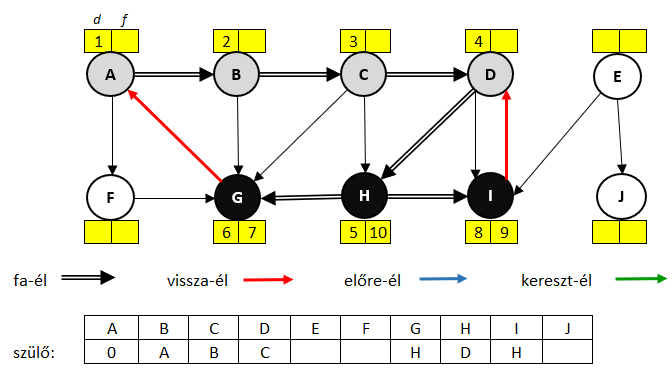 d f
1 2 3 4
A B C D E
F G H I J
6 7 5 10 8 9
fa-él vissza-él előre-él kereszt-él
A B C D E F G H I J
szülő: 0 A B C H D H